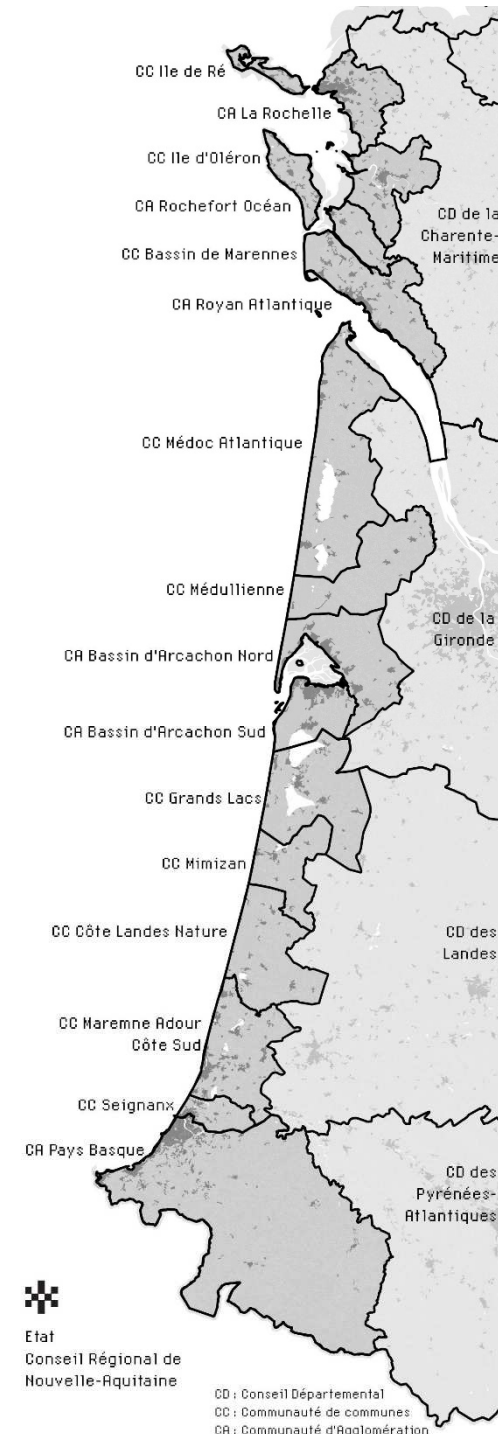 CC Ile de Ré
CA La Rochelle
CC Ile d'Oléron
CA Rochefort Océan
CD de la
Charente-
Maritime
CC Bassin de Marennes
CA Royan Atlantique
CC Médoc Atlantique
CC Médullienne
CD de la
Gironde
CA Bassin d'Arcachon Nord
CA Bassin d'Arcachon Sud
CC Grands Lacs
CC Mimizan
CC Côte Landes Nature
CD des
Landes
CC Maremne Adour
Côte Sud
CC Seignanx
CA Pays Basque
CD des
Pyrénées-
Atlantiques
Etat
Conseil Régional de
Nouvelle-Aquitaine
CD : Conseil Départemental
CC : Communauté de communes
CA : Communauté d'Agglomération